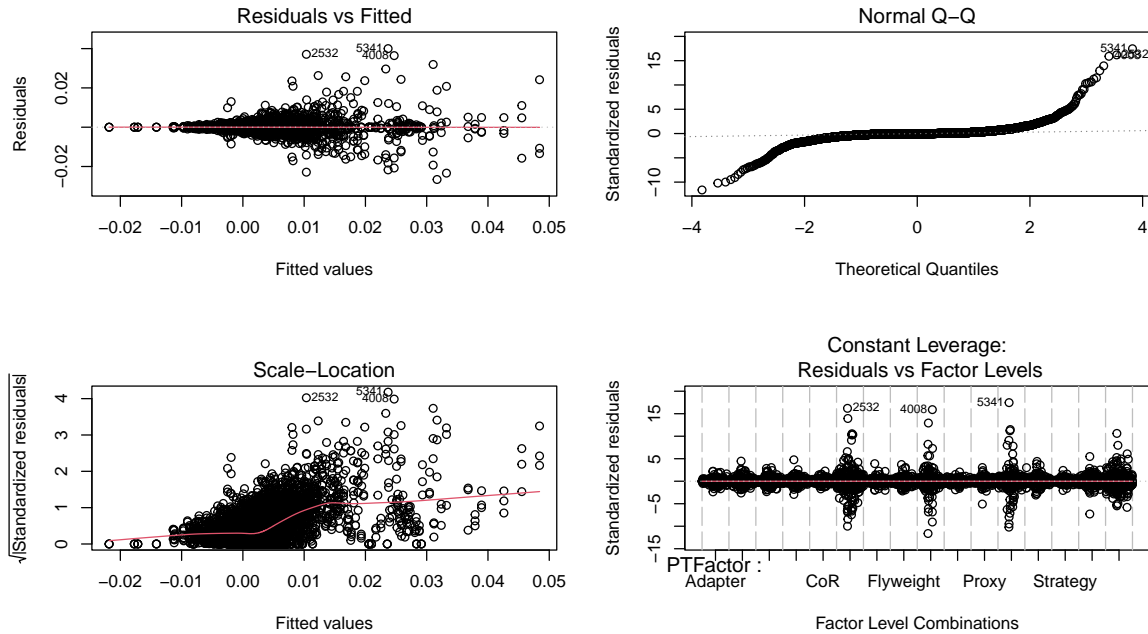 Residuals vs Fitted
Residuals
0.02
−0.02
5341
2532
4008
−0.02 −0.01 0.00 0.01 0.02 0.03 0.04 0.05
Fitted values
Normal Q−Q
Standardized residuals
15
5
0
−10
5341
2532
−4 −2 0 2 4
Theoretical Quantiles
Scale−Location
√|Standardized residuals|
4
3
2
1
0
5341
2532
4008
−0.02 −0.01 0.00 0.01 0.02 0.03 0.04 0.05
Fitted values
Constant Leverage:
Residuals vs Factor Levels
Standardized residuals
15
5
0
−5
−15
2532
4008
5341
PTFactor :
Adapter CoR Flyweight Proxy Strategy
Factor Level Combinations